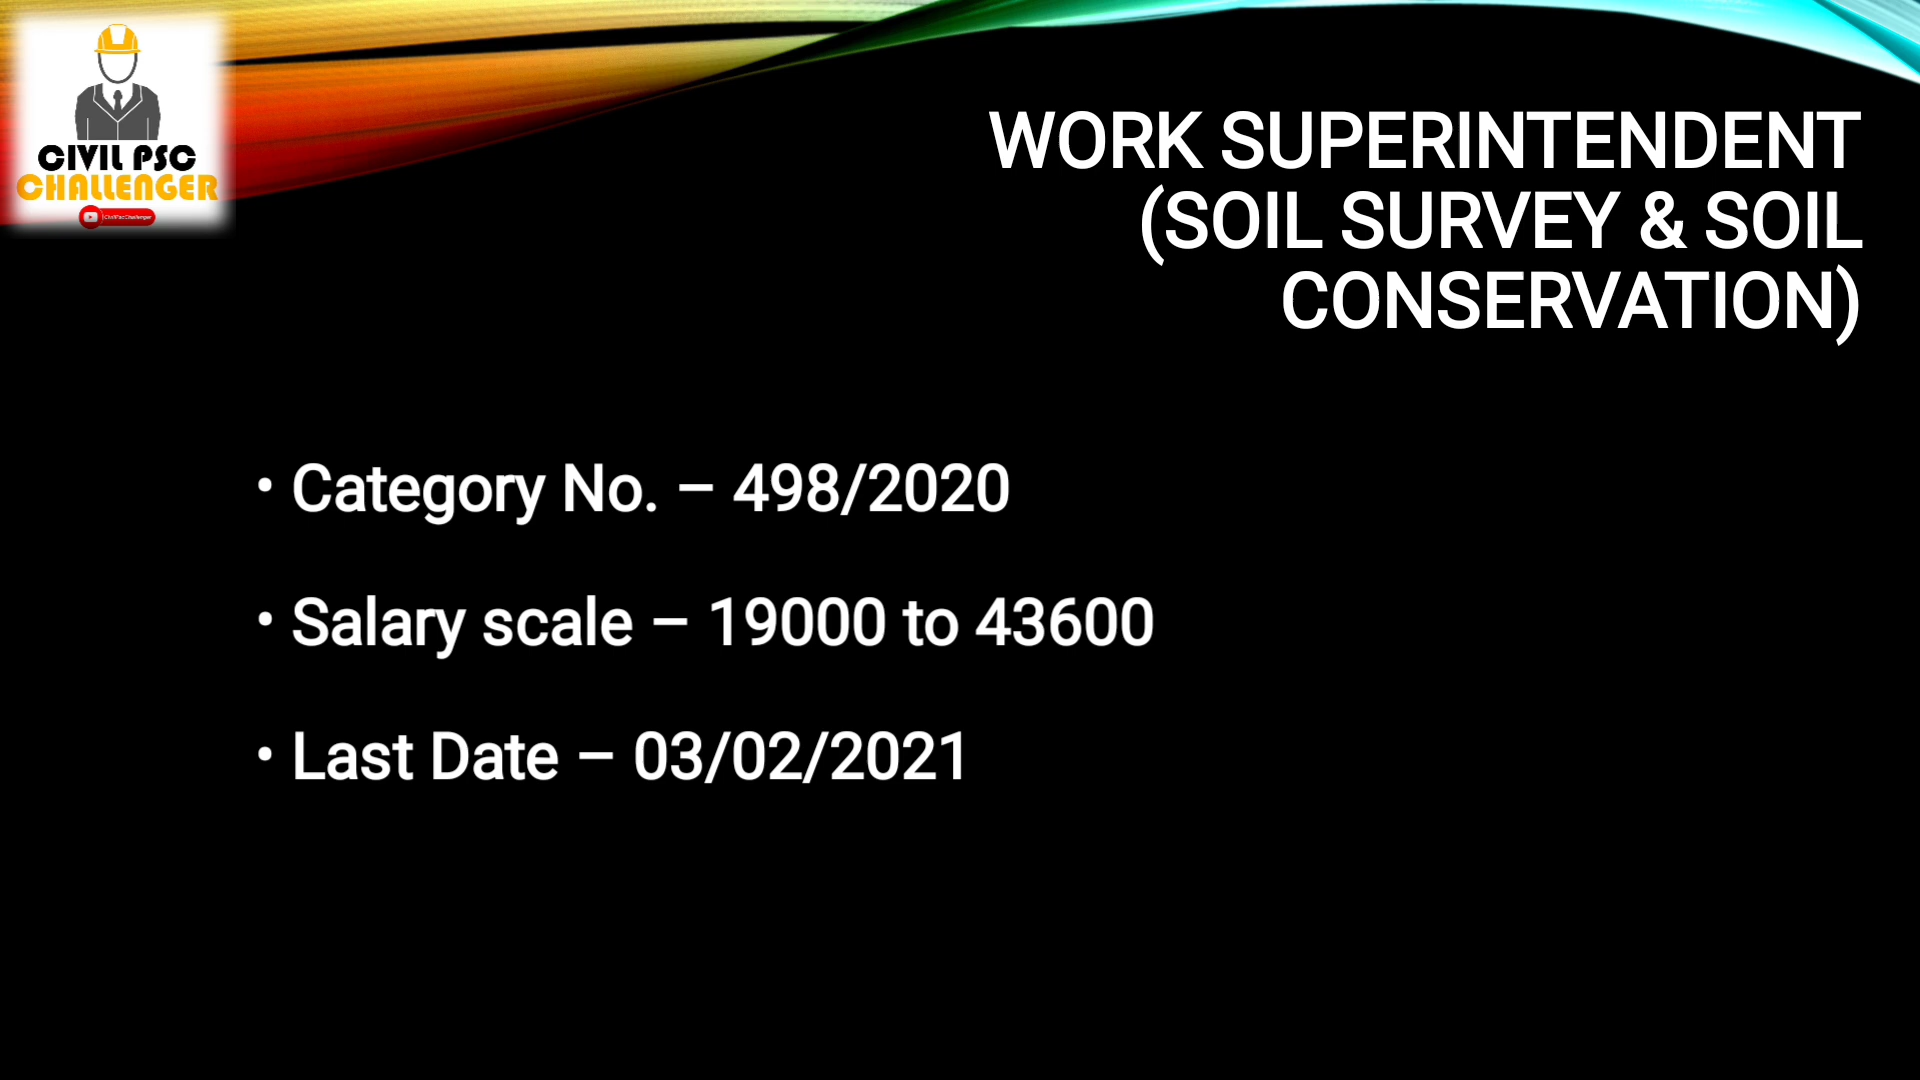 CIVIL PSC
CHALLENGER
CivilPscChallenger
WORK SUPERINTENDENT
(SOIL SURVEY & SOIL
CONSERVATION)
• Category No. – 498/2020
• Salary scale – 19000 to 43600
• Last Date – 03/02/2021